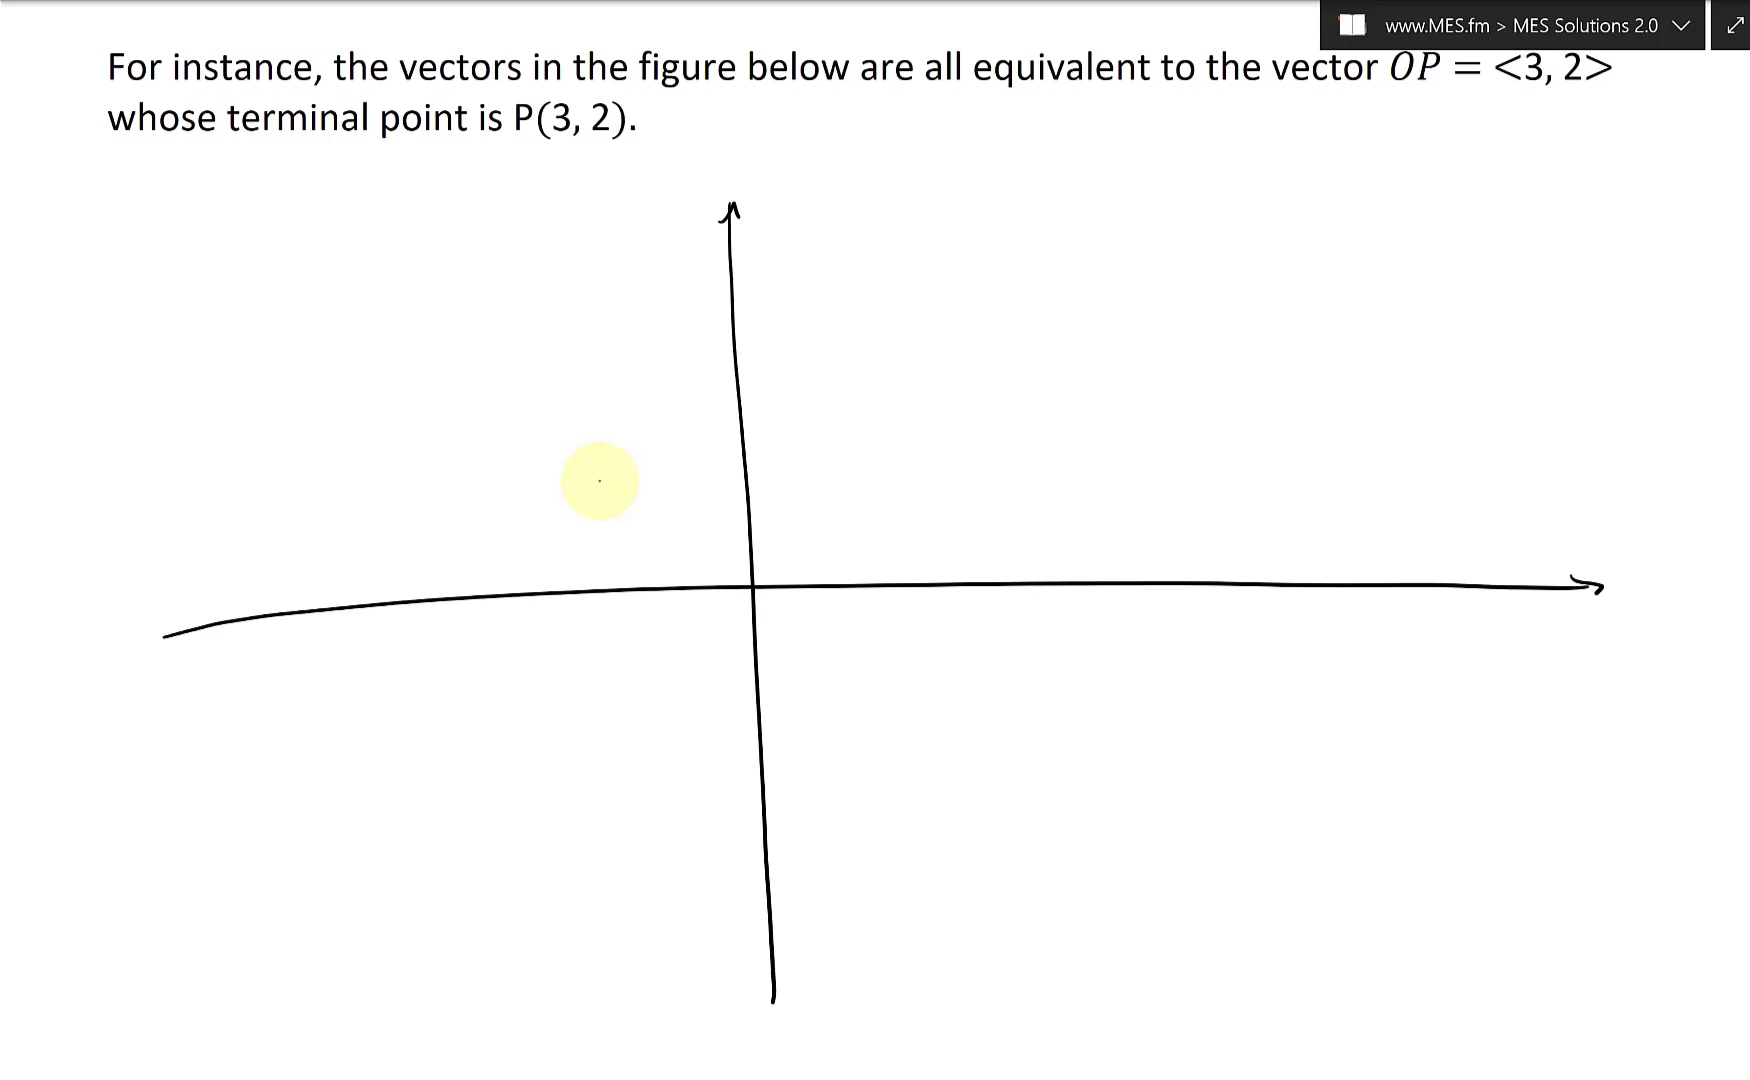 www.MES.fm > MES Solutions 2.0
For instance, the vectors in the figure below are all equivalent to the vector OP = <3, 2>
whose terminal point is P(3, 2).